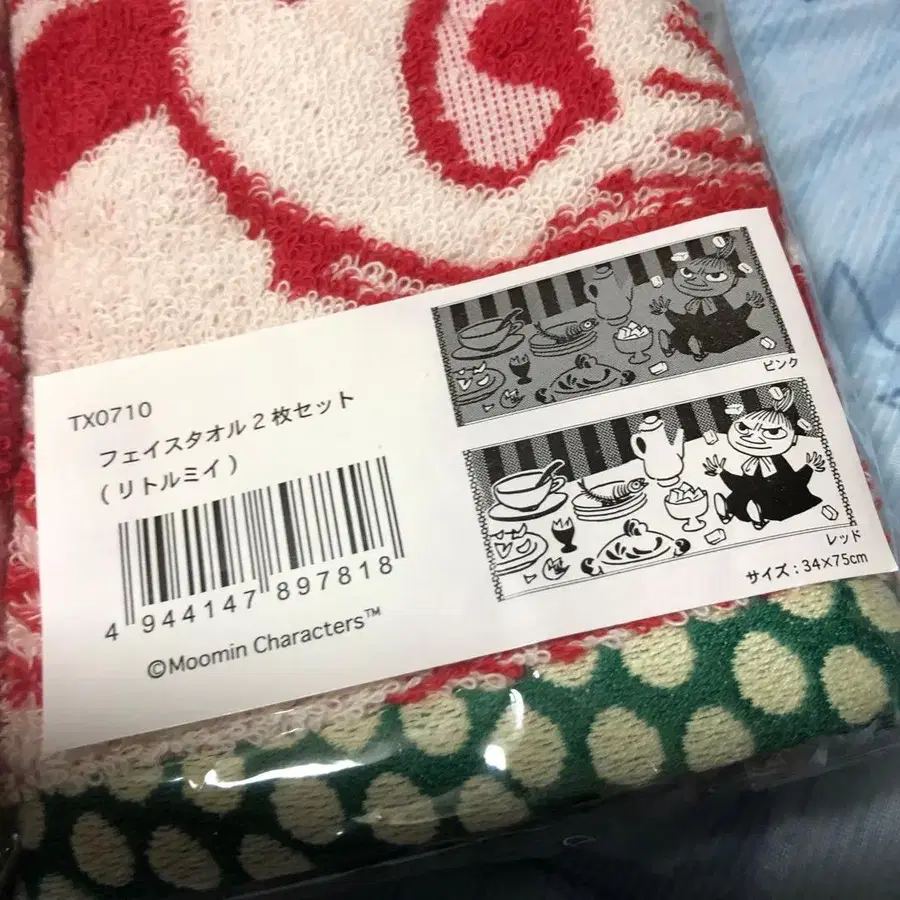 TX0710
フェイスタオル2枚セット
(リトルミイ)
4 944147 897818
©Moomin Characters™
ピンク
レッド
サイズ:34×75cm